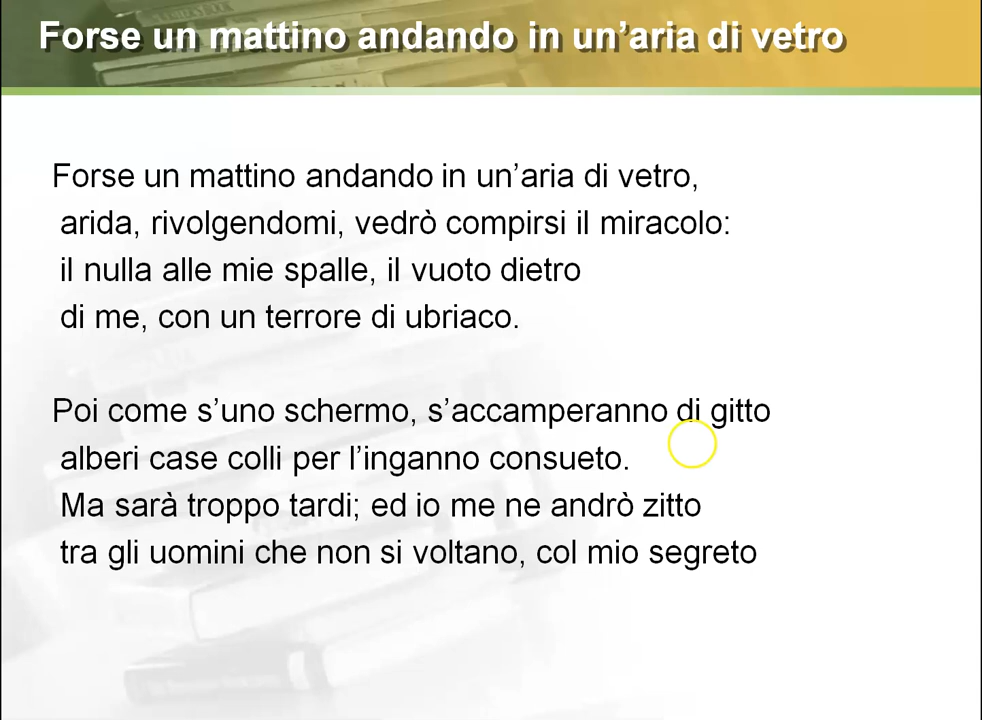 Forse un mattino andando in un’aria di vetro
Forse un mattino andando in un’aria di vetro,
arida, rivolgendomi, vedrò compirsi il miracolo:
il nulla alle mie spalle, il vuoto dietro
di me, con un terrore di ubriaco.
Poi come s’uno schermo, s’accamperanno di gitto
alberi case colli per l’inganno consueto.
Ma sarà troppo tardi; ed io me ne andrò zitto
tra gli uomini che non si voltano, col mio segreto